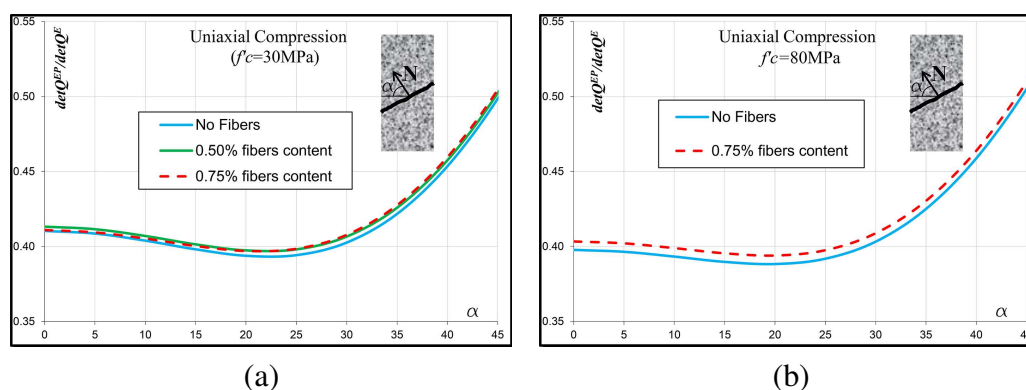 0.55
0.50
0.45
0.40
0.35
detQ^EP/detQ^E
Uniaxial Compression
(f'c=30MPa)
N
α
No Fibers
0.50% fibers content
0.75% fibers content
α
0 5 10 15 20 25 30 35 40 45
(a)
0.55
0.50
0.45
0.40
0.35
detQ^EP/detQ^E
Uniaxial Compression
f'c=80MPa
N
α
No Fibers
0.75% fibers content
α
0 5 10 15 20 25 30 35 40 45
(b)